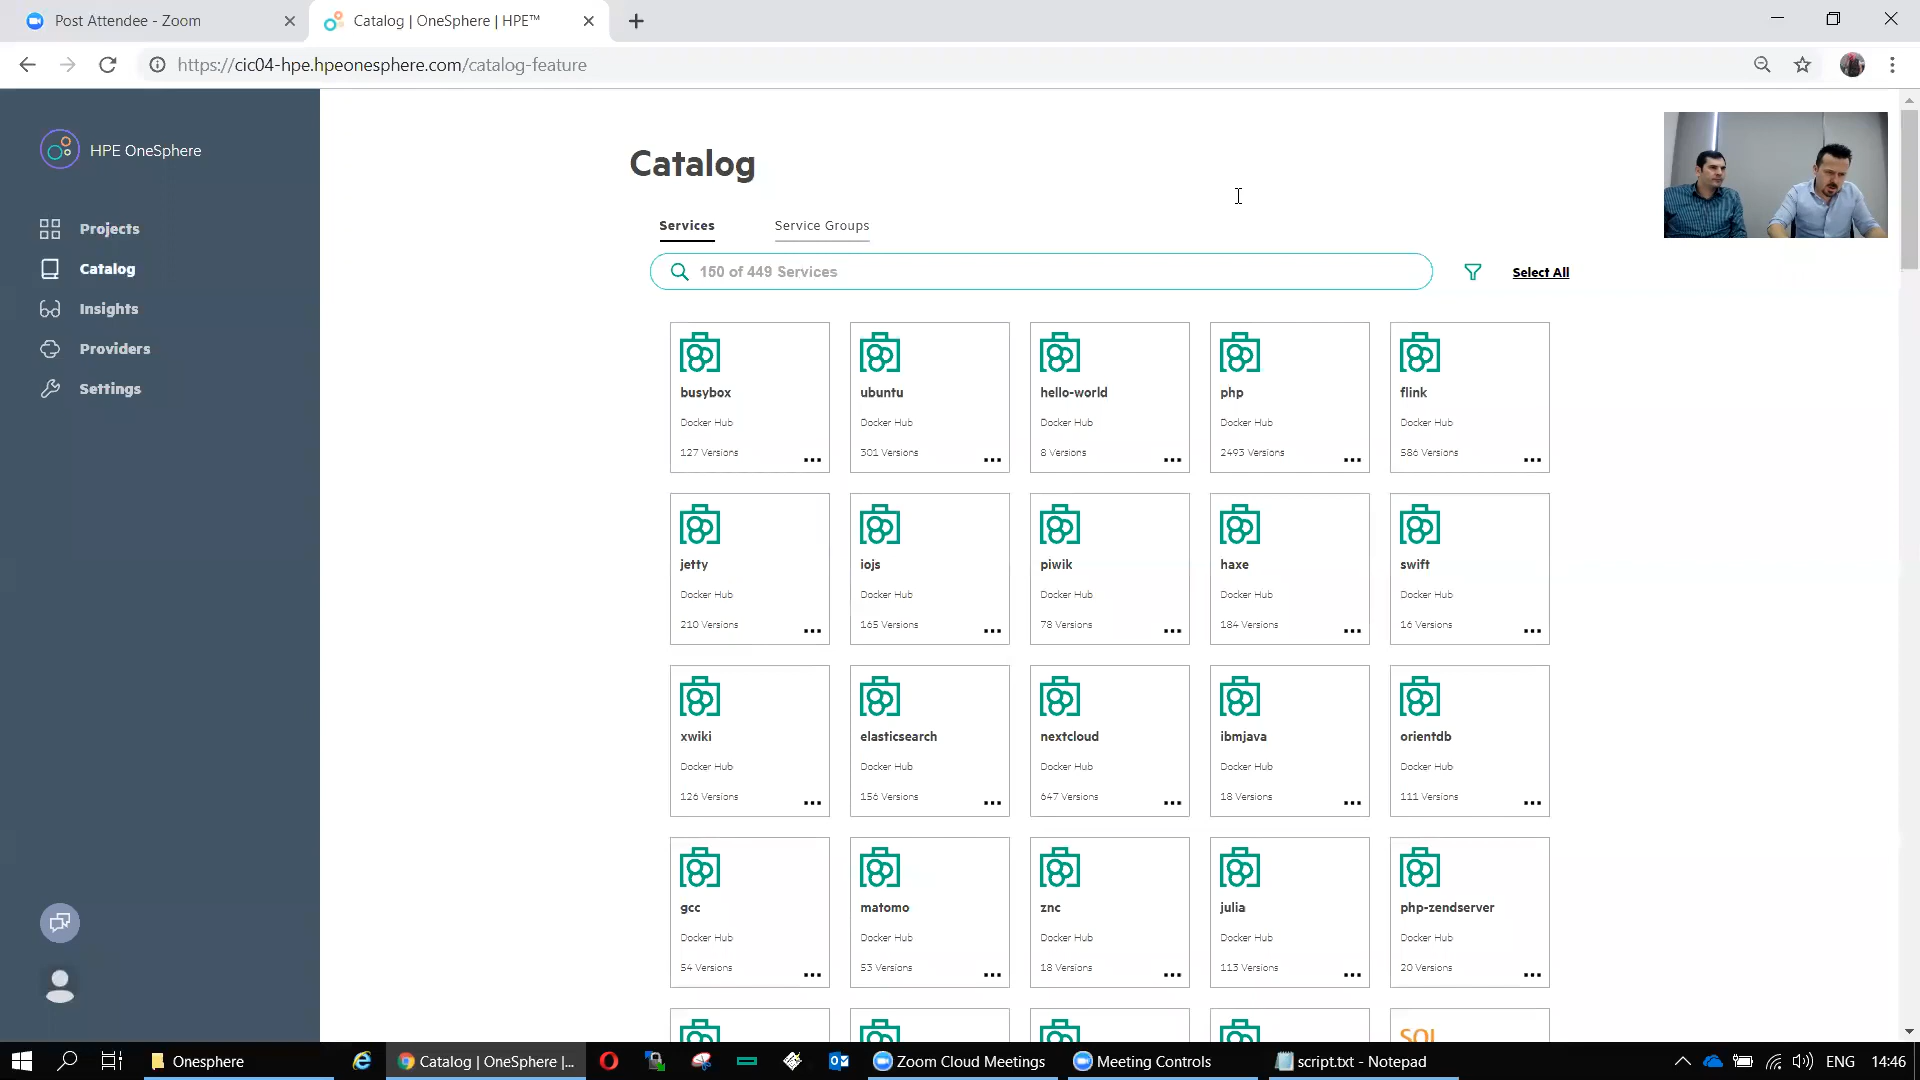 Post Attendee - Zoom
Catalog | OneSphere | HPE™
https://cic04-hpe.hpeonesphere.com/catalog-feature
HPE OneSphere
Projects
Catalog
Insights
Providers
Settings
Catalog
Services
Service Groups
150 of 449 Services
Select All
busybox
Docker Hub
127 Versions
ubuntu
Docker Hub
301 Versions
hello-world
Docker Hub
8 Versions
php
Docker Hub
2493 Versions
flink
Docker Hub
586 Versions
jetty
Docker Hub
210 Versions
iojs
Docker Hub
165 Versions
piwik
Docker Hub
78 Versions
haxe
Docker Hub
184 Versions
swift
Docker Hub
16 Versions
xwiki
Docker Hub
126 Versions
elasticsearch
Docker Hub
156 Versions
nextcloud
Docker Hub
647 Versions
ibmjava
Docker Hub
18 Versions
orientdb
Docker Hub
111 Versions
gcc
Docker Hub
54 Versions
matomo
Docker Hub
53 Versions
znc
Docker Hub
18 Versions
julia
Docker Hub
113 Versions
php-zendserver
Docker Hub
20 Versions
SQL
Onesphere
Catalog | OneSphere |...
Zoom Cloud Meetings
Meeting Controls
script.txt - Notepad
ENG
14:46